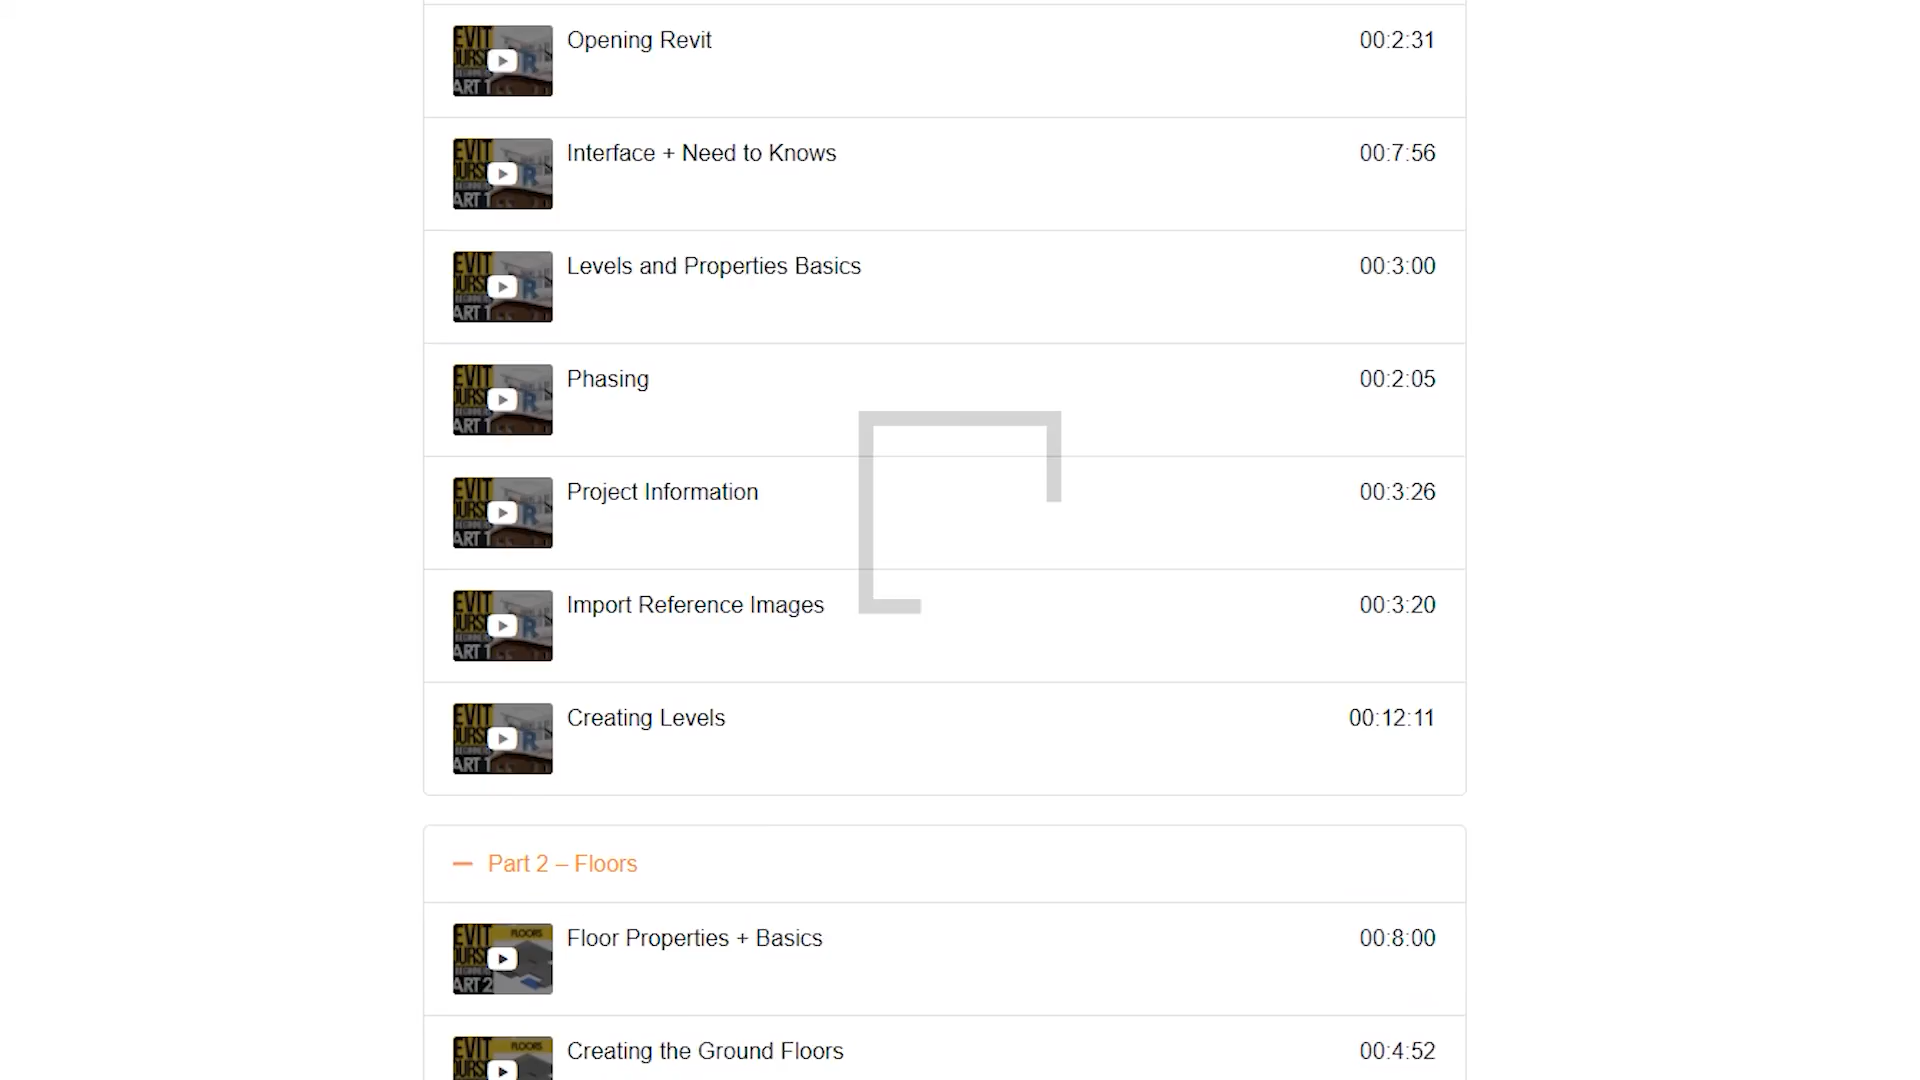 Opening Revit 00:2:31
Interface + Need to Knows 00:7:56
Levels and Properties Basics 00:3:00
Phasing 00:2:05
Project Information 00:3:26
Import Reference Images 00:3:20
Creating Levels 00:12:11
Part 2 – Floors
FLOORS
Floor Properties + Basics 00:8:00
FLOORS
Creating the Ground Floors 00:4:52